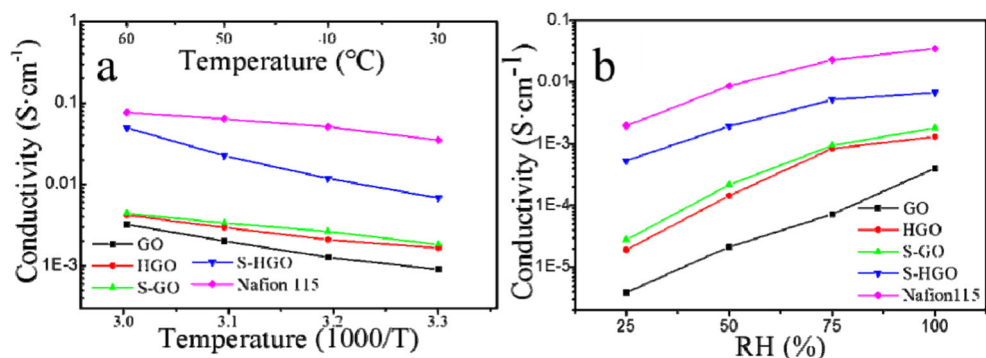 1
60 50 40 30
Temperature (°C)
a
0.1
Conductivity (S·cm⁻¹)
0.01
GO
HGO S-HGO
S-GO Nafion 115
1E-3
3.0 3.1 3.2 3.3
Temperature (1000/T)
0.1
b
0.01
Conductivity (S·cm⁻¹)
1E-3
1E-4
GO
HGO
S-GO
S-HGO
Nafion115
1E-5
25 50 75 100
RH (%)